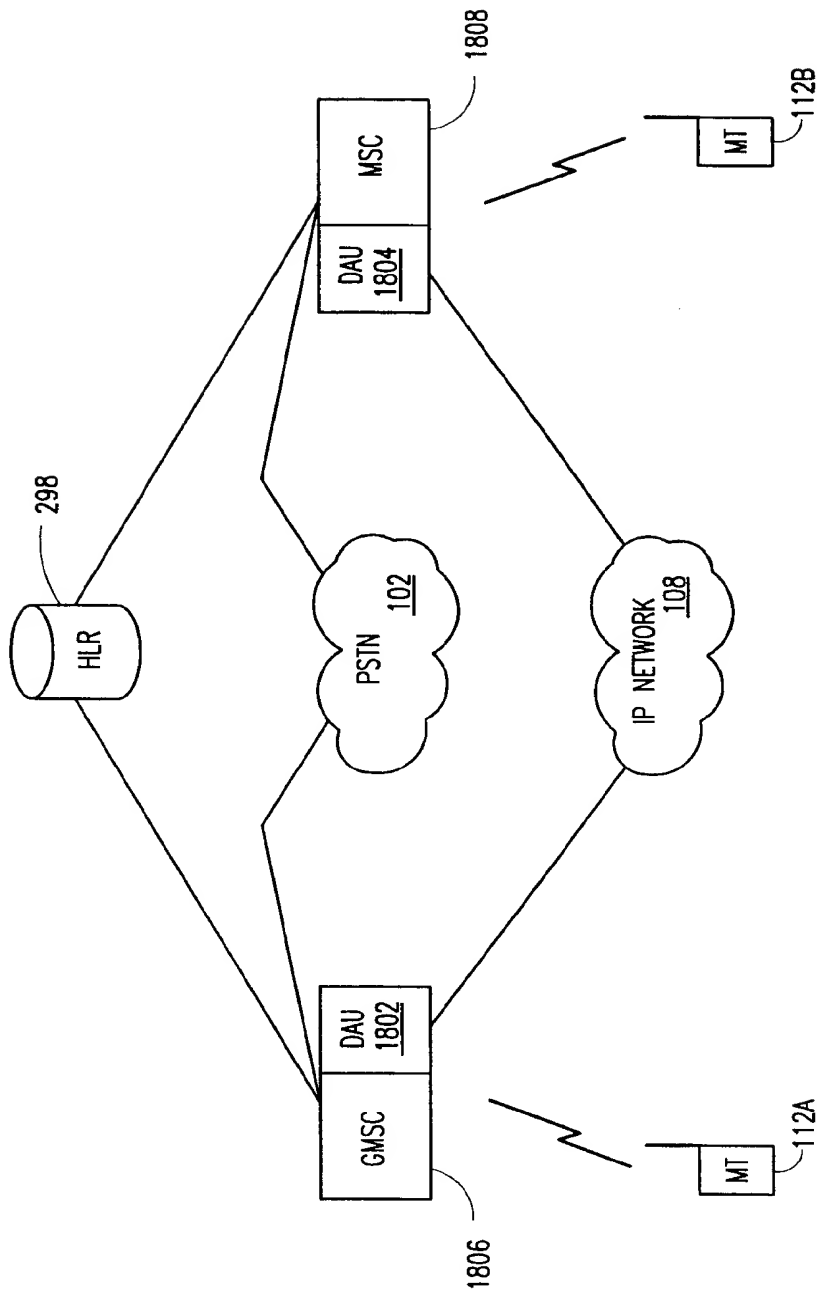 298
HLR
1806
GMSC
DAU
1802
DAU
1804
MSC
1808
PSTN
102
IP NETWORK
108
MT
112A
MT
112B